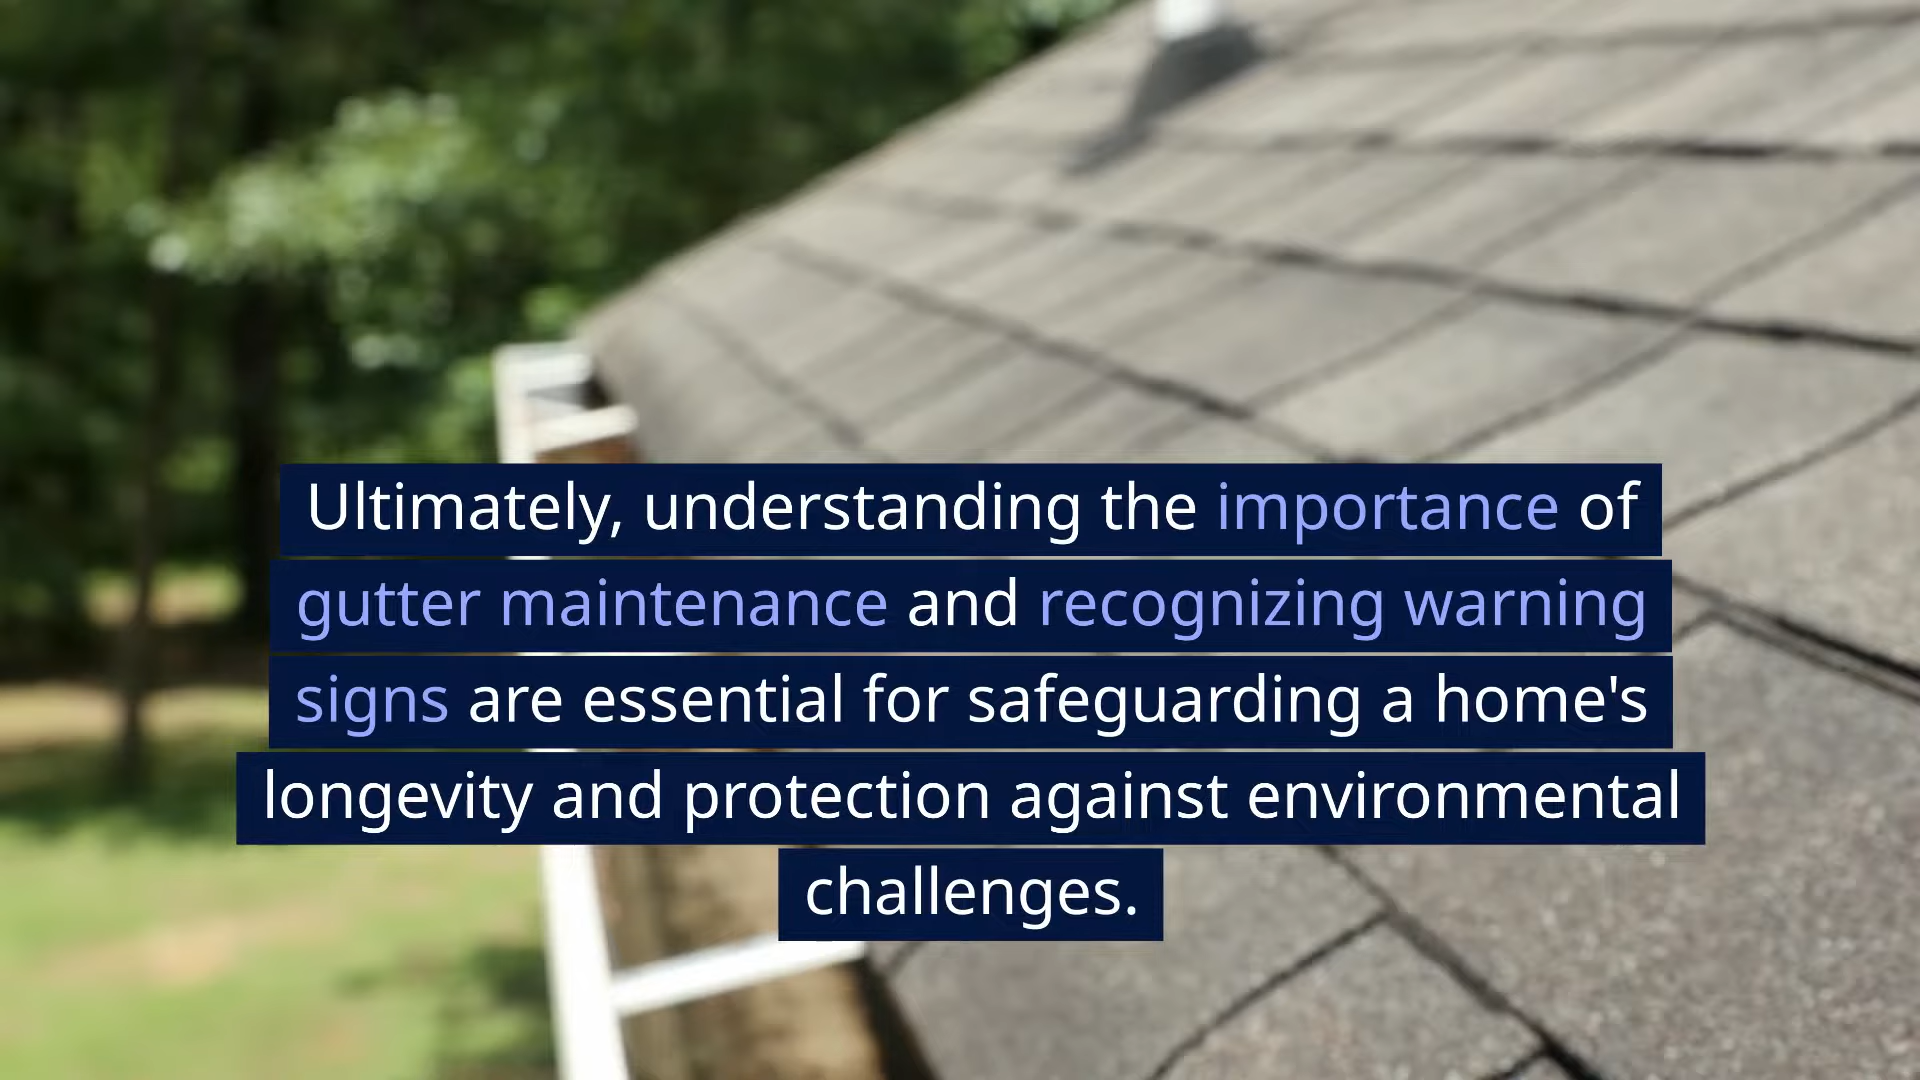 Ultimately, understanding the importance of
gutter maintenance and recognizing warning
signs are essential for safeguarding a home's
longevity and protection against environmental
challenges.